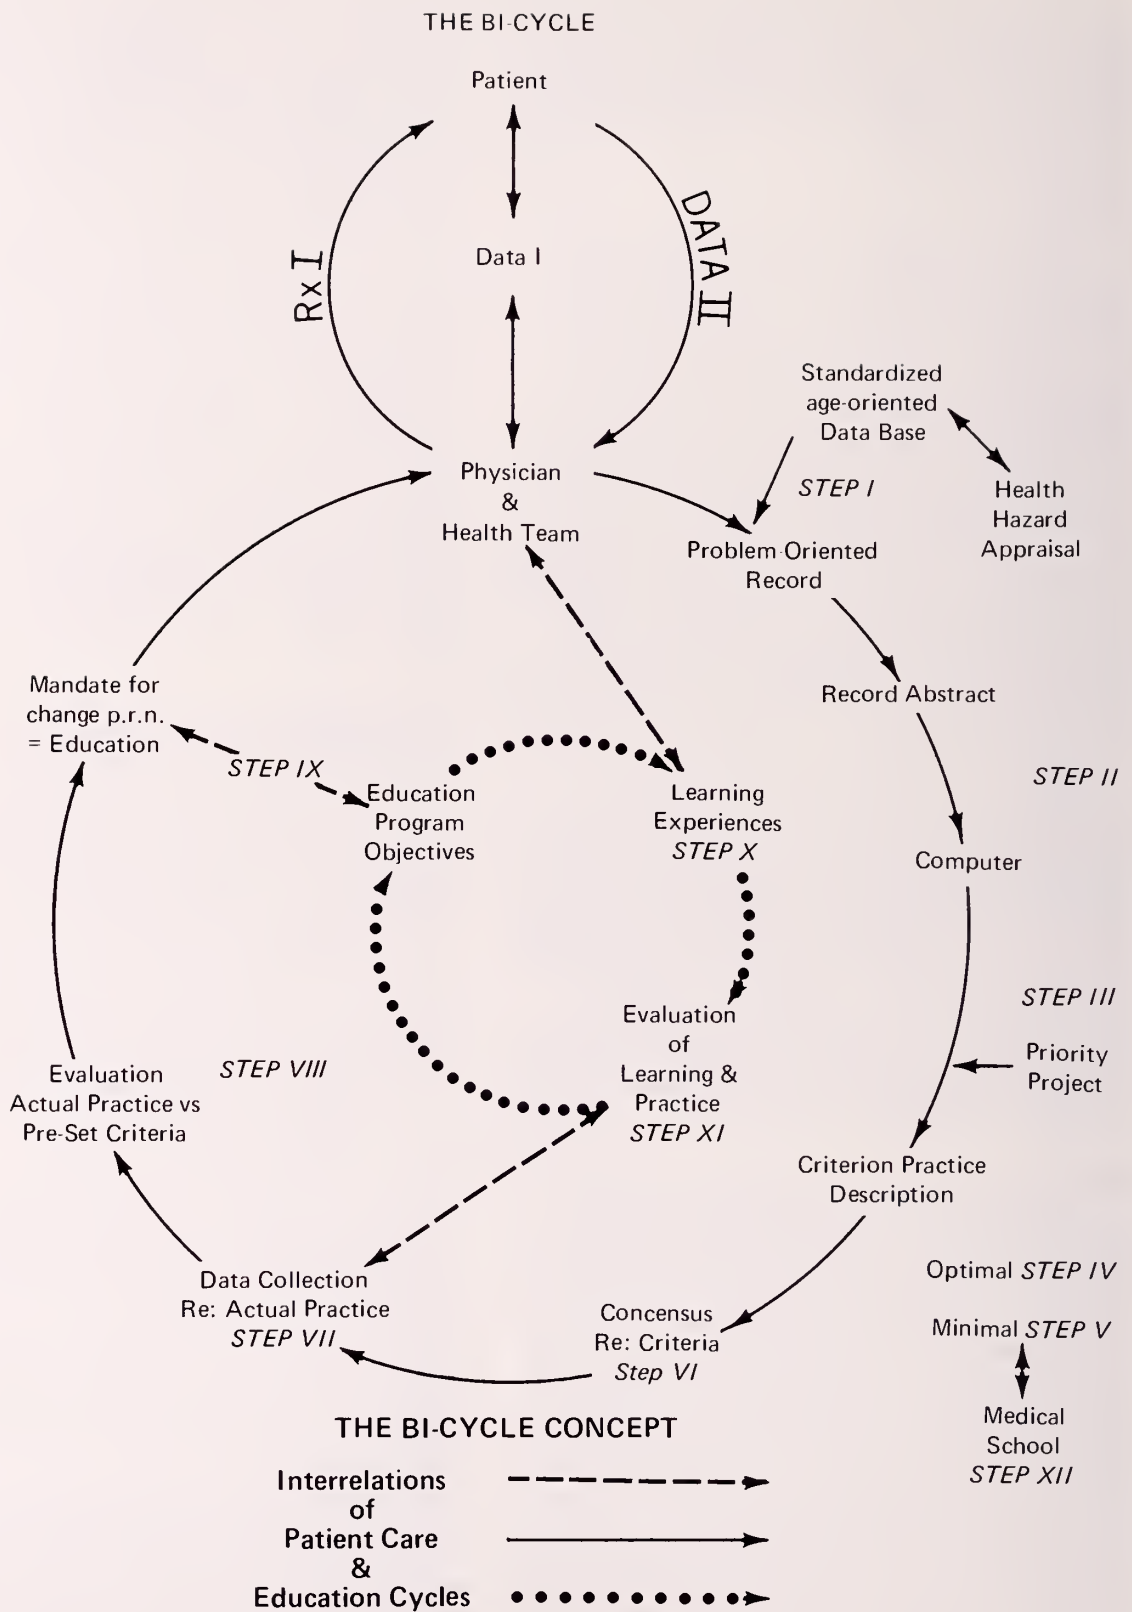 THE BI-CYCLE
Patient
Data I
Rx I
DATA II
Standardized
age-oriented
Data Base
STEP I
Health
Hazard
Appraisal
Physician
&
Health Team
Problem-Oriented
Record
Record Abstract
STEP II
Computer
STEP III
Priority
Project
Criterion Practice
Description
Optimal STEP IV
Minimal STEP V
Medical
School
STEP XII
Concensus
Re: Criteria
Step VI
Data Collection
Re: Actual Practice
STEP VII
STEP VIII
Evaluation
Actual Practice vs
Pre-Set Criteria
Mandate for
change p.r.n.
= Education
STEP IX
Education
Program
Objectives
Learning
Experiences
STEP X
Evaluation
of
Learning &
Practice
STEP XI
THE BI-CYCLE CONCEPT
Interrelations
of
Patient Care
&
Education Cycles